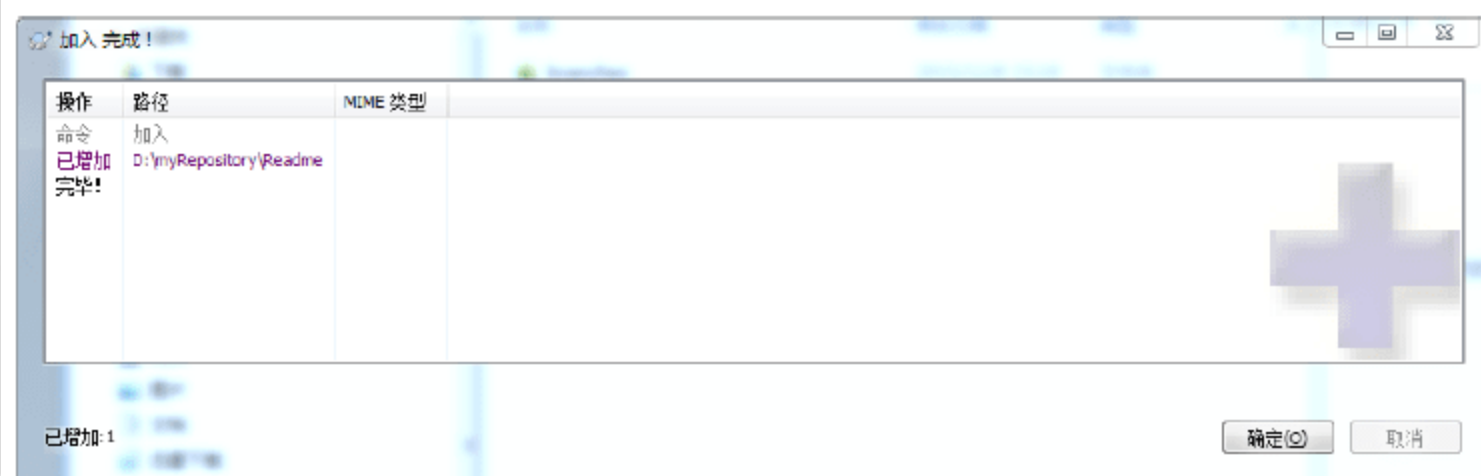 加入 完成！
操作 路径 MIME 类型
命令 加入
已增加 D:\myRepository\Readme
完毕!
已增加: 1 确定(O) 取消